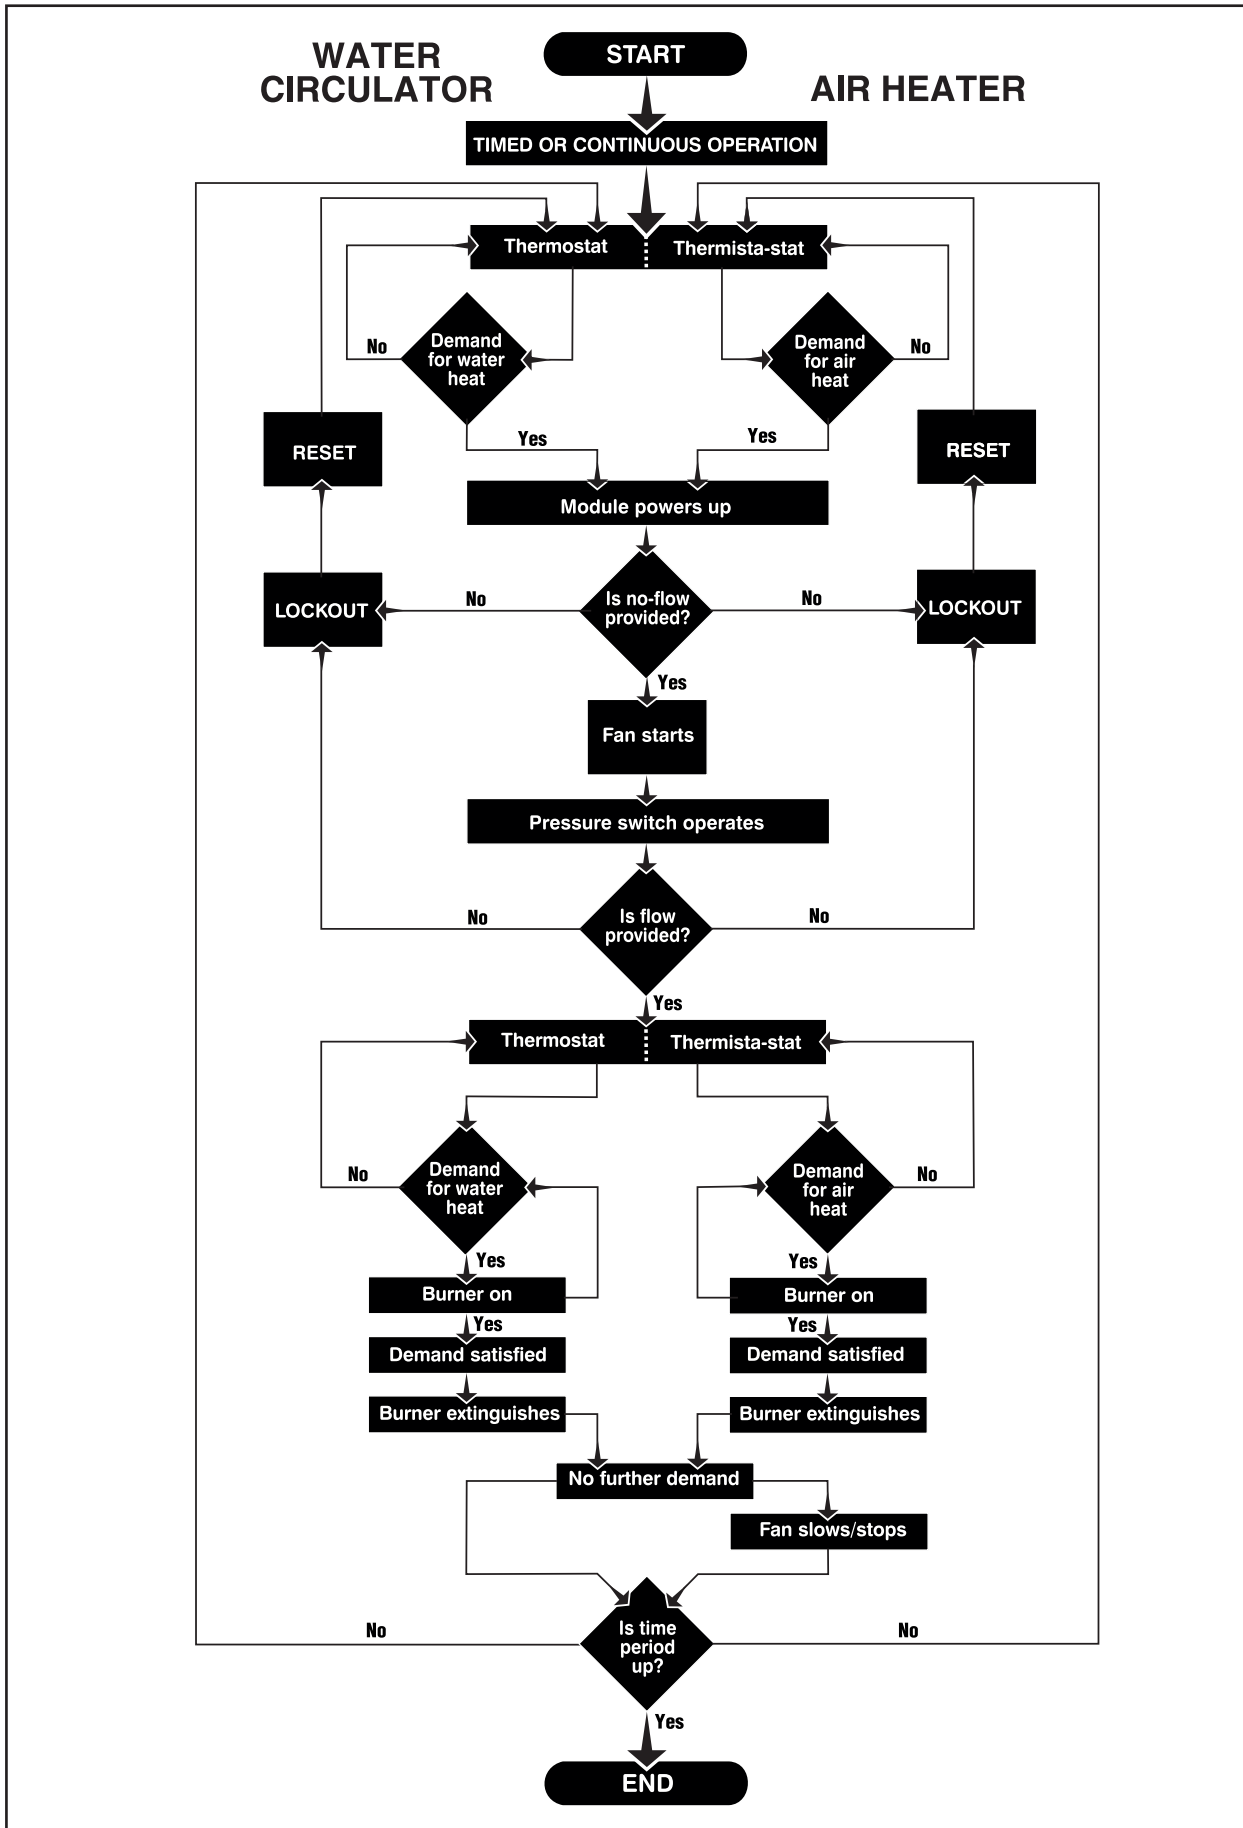 WATER
CIRCULATOR
START
AIR HEATER
TIMED OR CONTINUOUS OPERATION
Thermostat
Thermista-stat
Demand
for water
heat
No
Demand
for air
heat
No
Yes
Yes
RESET
RESET
Module powers up
Is no-flow
provided?
No
No
LOCKOUT
LOCKOUT
Yes
Fan starts
Pressure switch operates
Is flow
provided?
No
No
Yes
Thermostat
Thermista-stat
Demand
for water
heat
No
Demand
for air
heat
No
Yes
Yes
Burner on
Burner on
Yes
Yes
Demand satisfied
Demand satisfied
Burner extinguishes
Burner extinguishes
No further demand
Fan slows/stops
Is time
period
up?
No
No
Yes
END